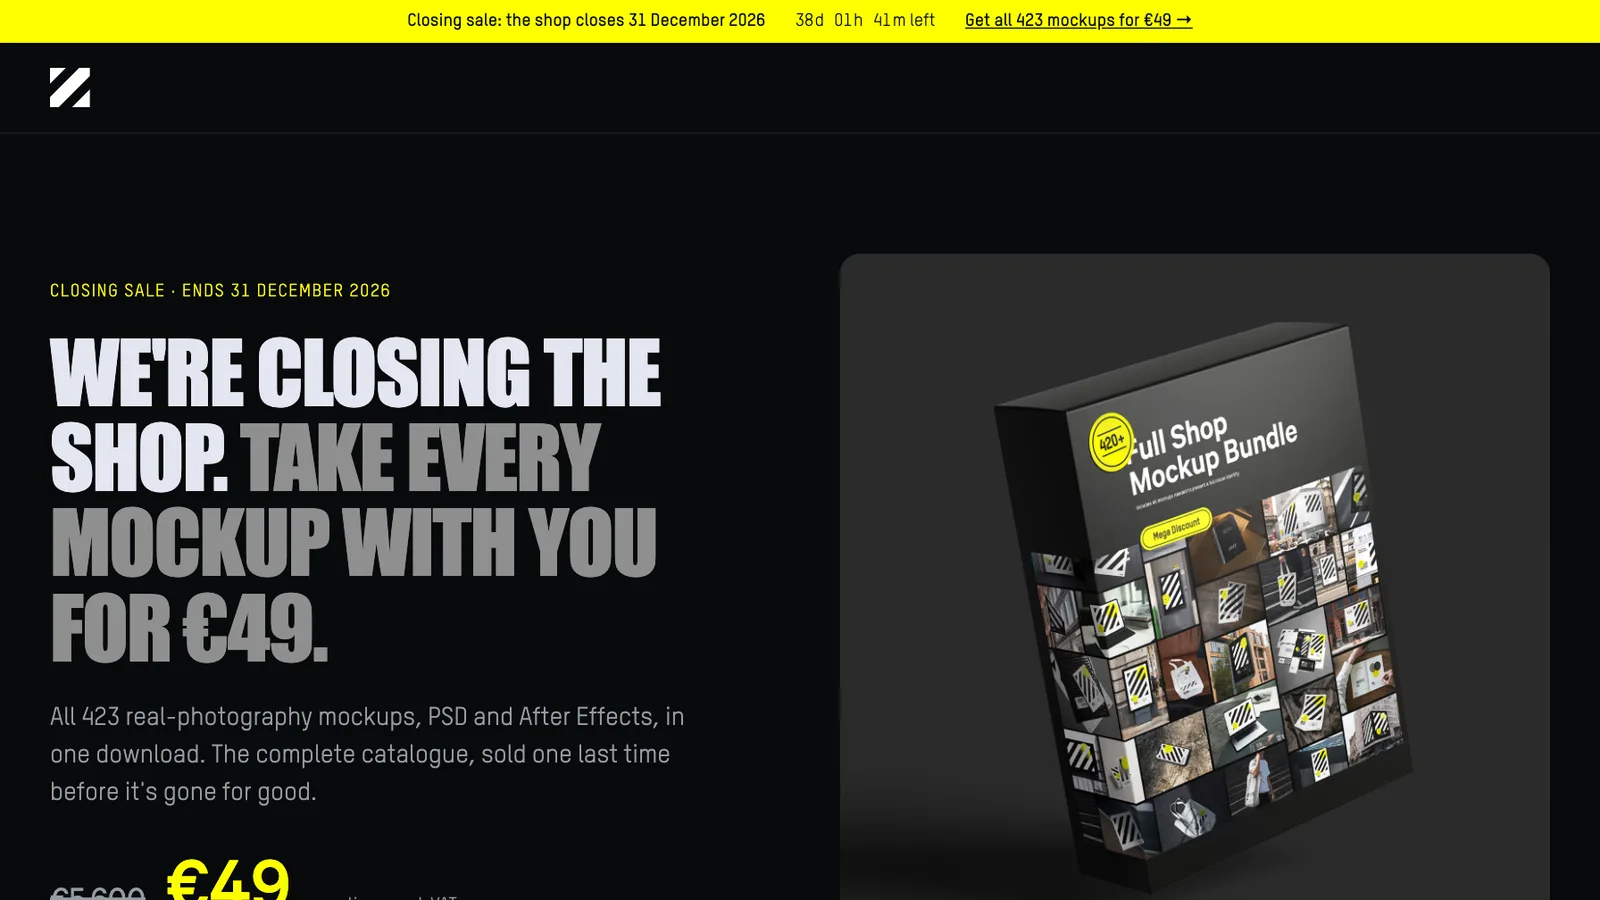 Closing sale: the shop closes 31 December 2026 38d 01h 41m left Get all 423 mockups for €49 →
CLOSING SALE · ENDS 31 DECEMBER 2026
WE'RE CLOSING THE
SHOP. TAKE EVERY
MOCKUP WITH YOU
FOR €49.
All 423 real-photography mockups, PSD and After Effects, in
one download. The complete catalogue, sold one last time
before it's gone for good.
€5,600 €49
420+
Full Shop
Mockup Bundle
Mega Discount